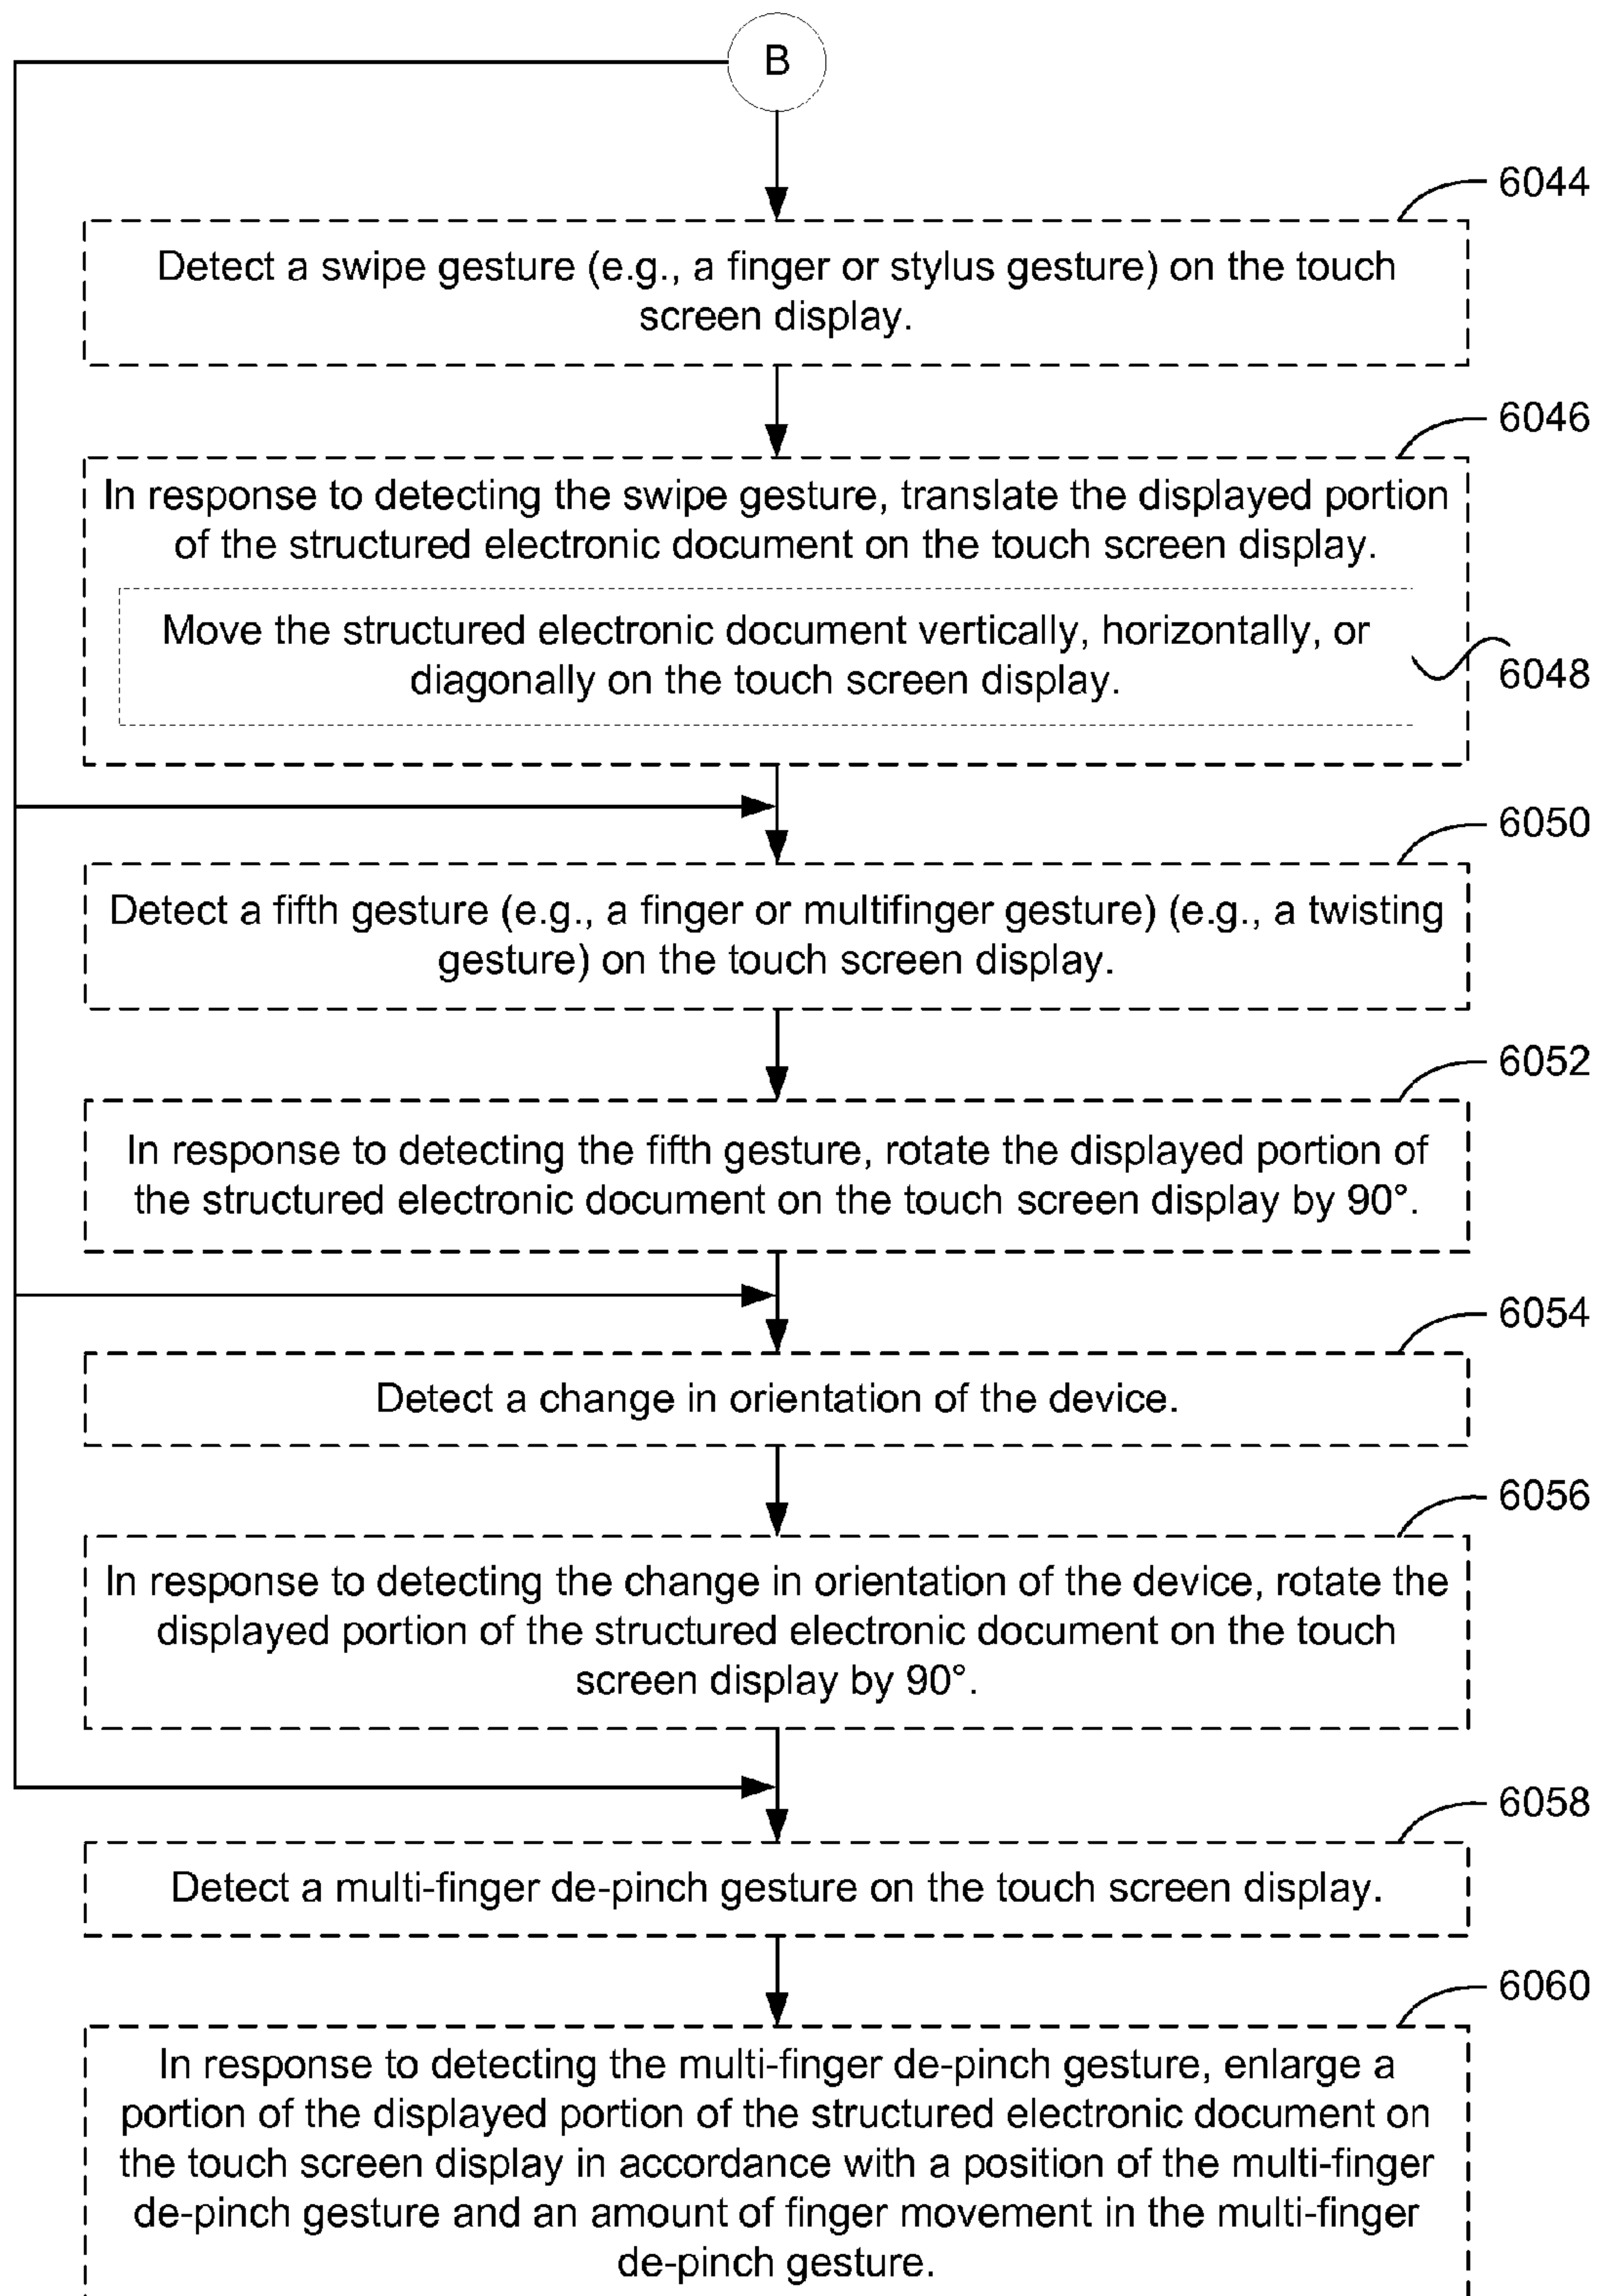 B
6044
Detect a swipe gesture (e.g., a finger or stylus gesture) on the touch
screen display.
6046
In response to detecting the swipe gesture, translate the displayed portion
of the structured electronic document on the touch screen display.
Move the structured electronic document vertically, horizontally, or
diagonally on the touch screen display.
6048
6050
Detect a fifth gesture (e.g., a finger or multifinger gesture) (e.g., a twisting
gesture) on the touch screen display.
6052
In response to detecting the fifth gesture, rotate the displayed portion of
the structured electronic document on the touch screen display by 90°.
6054
Detect a change in orientation of the device.
6056
In response to detecting the change in orientation of the device, rotate the
displayed portion of the structured electronic document on the touch
screen display by 90°.
6058
Detect a multi-finger de-pinch gesture on the touch screen display.
6060
In response to detecting the multi-finger de-pinch gesture, enlarge a
portion of the displayed portion of the structured electronic document on
the touch screen display in accordance with a position of the multi-finger
de-pinch gesture and an amount of finger movement in the multi-finger
de-pinch gesture.